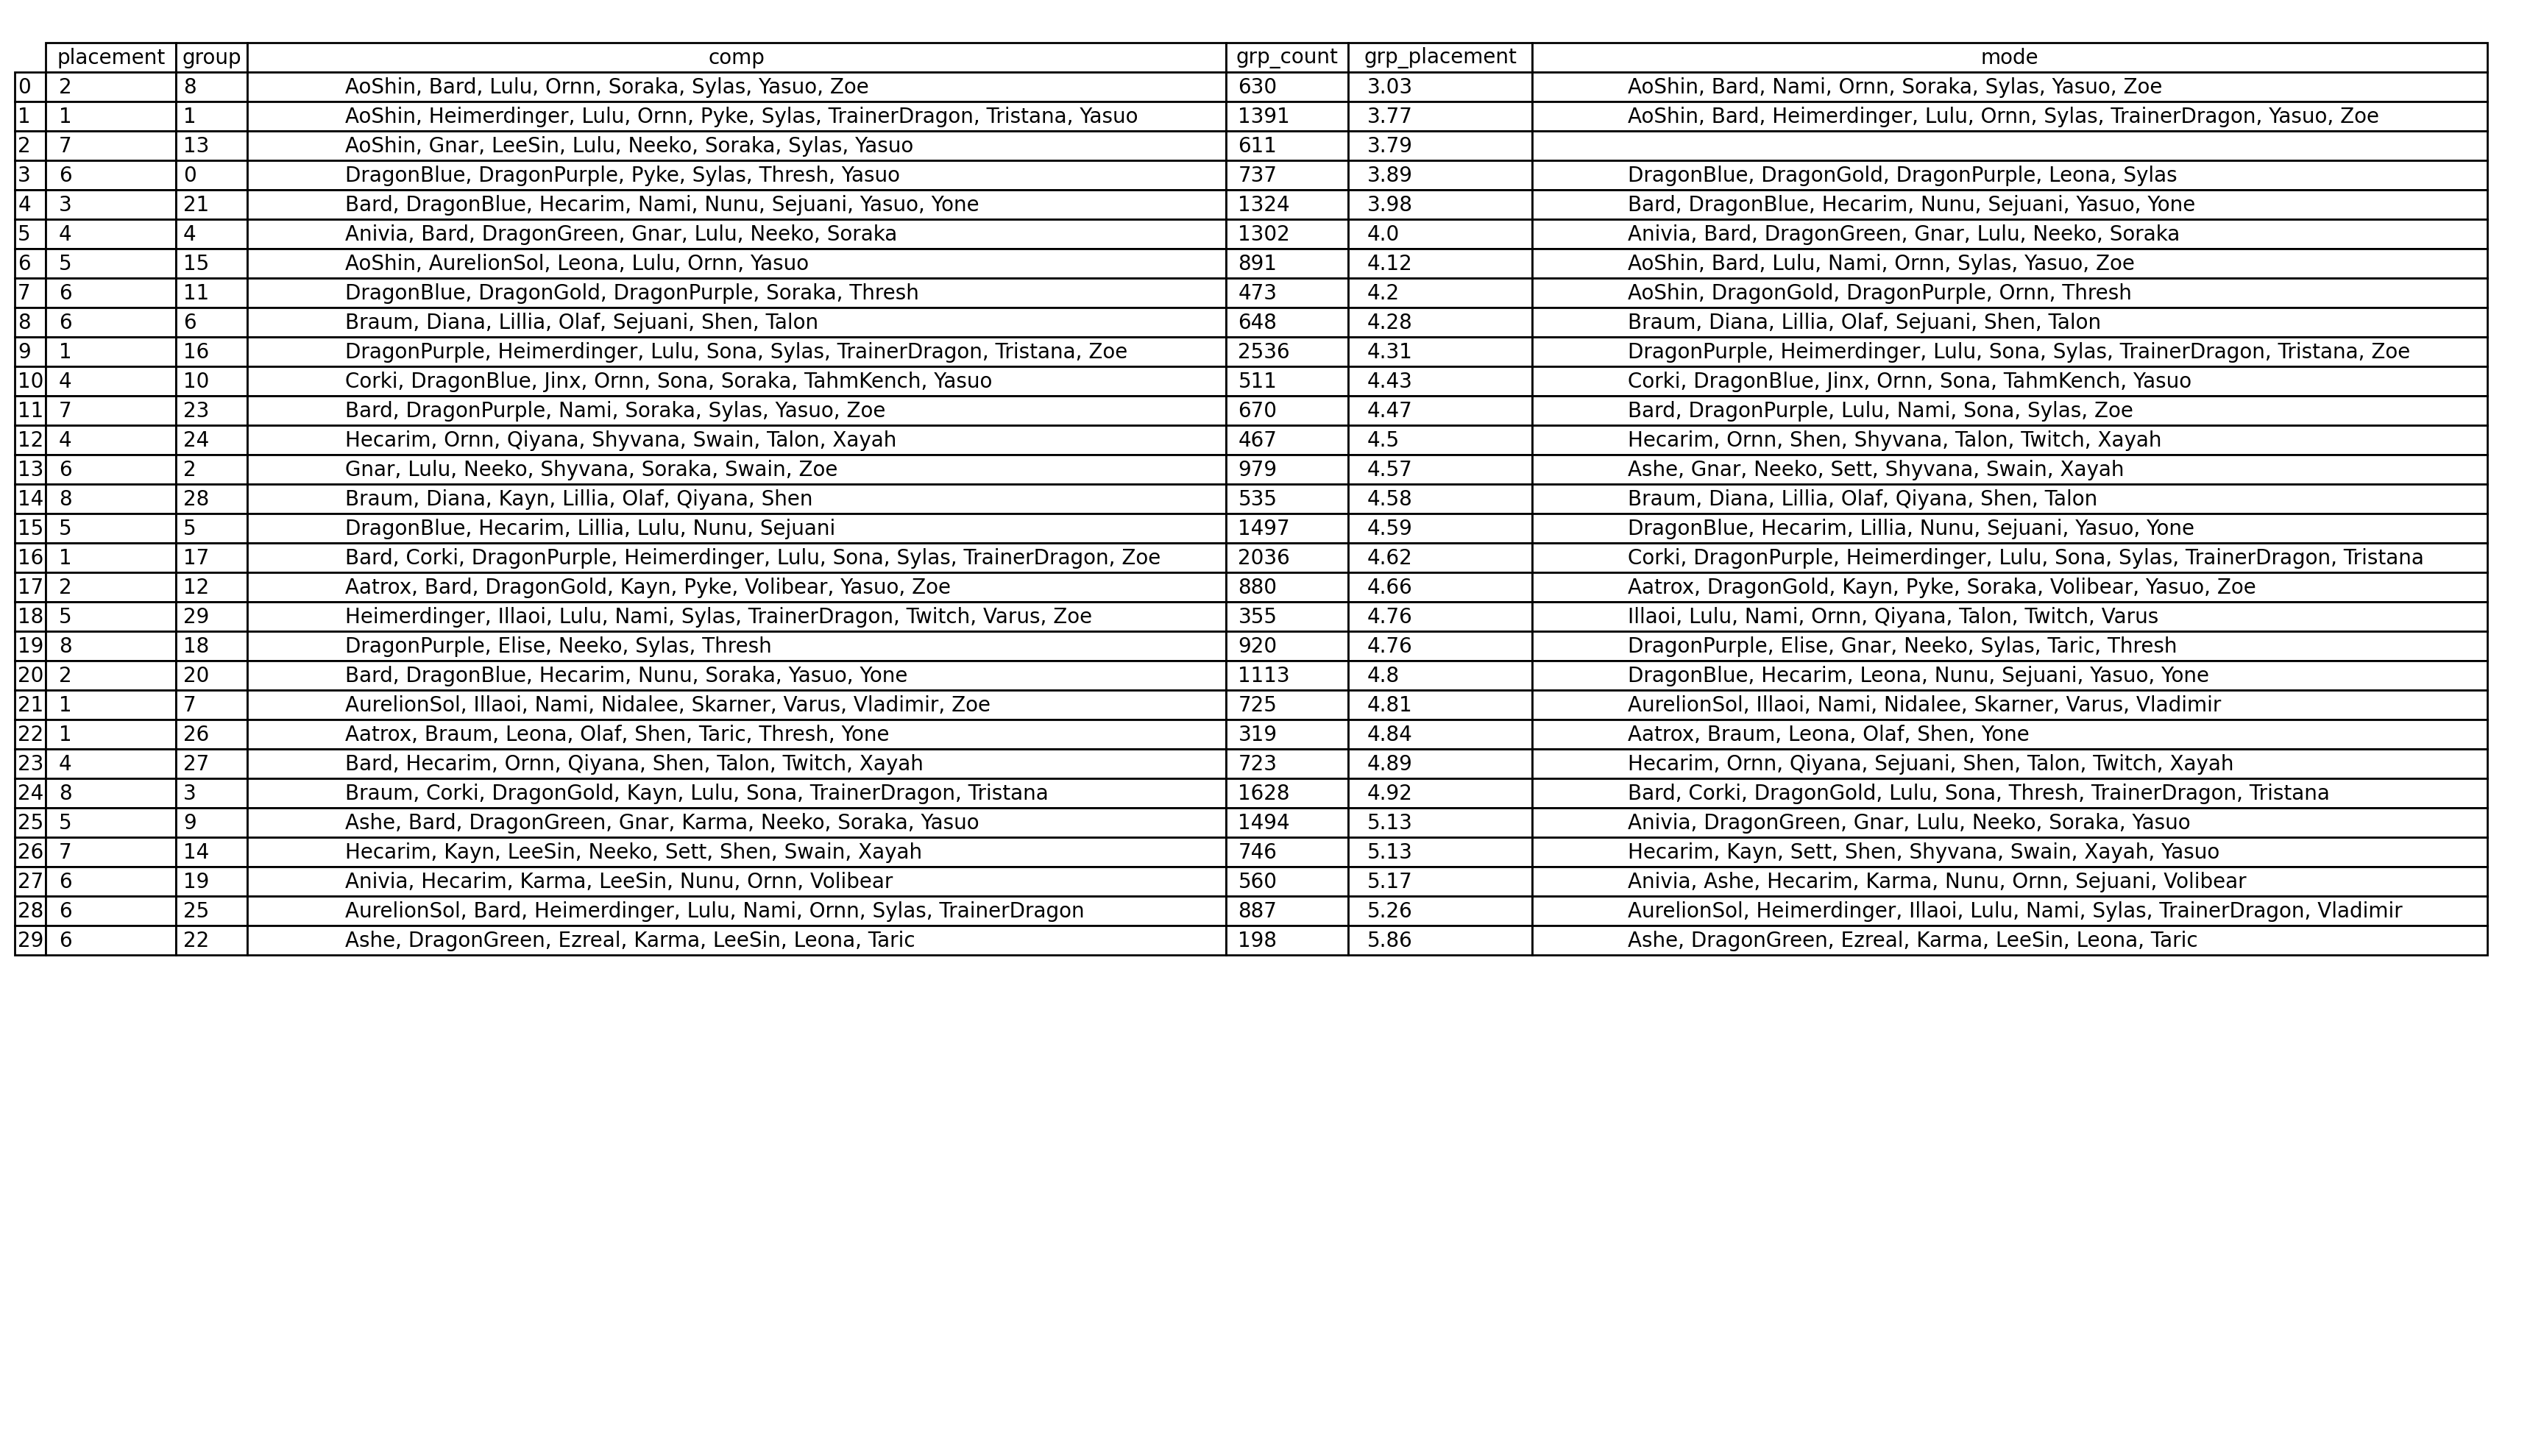 placement group comp grp_count grp_placement mode
0 2 8 AoShin, Bard, Lulu, Ornn, Soraka, Sylas, Yasuo, Zoe 630 3.03 AoShin, Bard, Nami, Ornn, Soraka, Sylas, Yasuo, Zoe
1 1 1 AoShin, Heimerdinger, Lulu, Ornn, Pyke, Sylas, TrainerDragon, Tristana, Yasuo 1391 3.77 AoShin, Bard, Heimerdinger, Lulu, Ornn, Sylas, TrainerDragon, Yasuo, Zoe
2 7 13 AoShin, Gnar, LeeSin, Lulu, Neeko, Soraka, Sylas, Yasuo 611 3.79
3 6 0 DragonBlue, DragonPurple, Pyke, Sylas, Thresh, Yasuo 737 3.89 DragonBlue, DragonGold, DragonPurple, Leona, Sylas
4 3 21 Bard, DragonBlue, Hecarim, Nami, Nunu, Sejuani, Yasuo, Yone 1324 3.98 Bard, DragonBlue, Hecarim, Nunu, Sejuani, Yasuo, Yone
5 4 4 Anivia, Bard, DragonGreen, Gnar, Lulu, Neeko, Soraka 1302 4.0 Anivia, Bard, DragonGreen, Gnar, Lulu, Neeko, Soraka
6 5 15 AoShin, AurelionSol, Leona, Lulu, Ornn, Yasuo 891 4.12 AoShin, Bard, Lulu, Nami, Ornn, Sylas, Yasuo, Zoe
7 6 11 DragonBlue, DragonGold, DragonPurple, Soraka, Thresh 473 4.2 AoShin, DragonGold, DragonPurple, Ornn, Thresh
8 6 6 Braum, Diana, Lillia, Olaf, Sejuani, Shen, Talon 648 4.28 Braum, Diana, Lillia, Olaf, Sejuani, Shen, Talon
9 1 16 DragonPurple, Heimerdinger, Lulu, Sona, Sylas, TrainerDragon, Tristana, Zoe 2536 4.31 DragonPurple, Heimerdinger, Lulu, Sona, Sylas, TrainerDragon, Tristana, Zoe
10 4 10 Corki, DragonBlue, Jinx, Ornn, Sona, Soraka, TahmKench, Yasuo 511 4.43 Corki, DragonBlue, Jinx, Ornn, Sona, TahmKench, Yasuo
11 7 23 Bard, DragonPurple, Nami, Soraka, Sylas, Yasuo, Zoe 670 4.47 Bard, DragonPurple, Lulu, Nami, Sona, Sylas, Zoe
12 4 24 Hecarim, Ornn, Qiyana, Shyvana, Swain, Talon, Xayah 467 4.5 Hecarim, Ornn, Shen, Shyvana, Talon, Twitch, Xayah
13 6 2 Gnar, Lulu, Neeko, Shyvana, Soraka, Swain, Zoe 979 4.57 Ashe, Gnar, Neeko, Sett, Shyvana, Swain, Xayah
14 8 28 Braum, Diana, Kayn, Lillia, Olaf, Qiyana, Shen 535 4.58 Braum, Diana, Lillia, Olaf, Qiyana, Shen, Talon
15 5 5 DragonBlue, Hecarim, Lillia, Lulu, Nunu, Sejuani 1497 4.59 DragonBlue, Hecarim, Lillia, Nunu, Sejuani, Yasuo, Yone
16 1 17 Bard, Corki, DragonPurple, Heimerdinger, Lulu, Sona, Sylas, TrainerDragon, Zoe 2036 4.62 Corki, DragonPurple, Heimerdinger, Lulu, Sona, Sylas, TrainerDragon, Tristana
17 2 12 Aatrox, Bard, DragonGold, Kayn, Pyke, Volibear, Yasuo, Zoe 880 4.66 Aatrox, DragonGold, Kayn, Pyke, Soraka, Volibear, Yasuo, Zoe
18 5 29 Heimerdinger, Illaoi, Lulu, Nami, Sylas, TrainerDragon, Twitch, Varus, Zoe 355 4.76 Illaoi, Lulu, Nami, Ornn, Qiyana, Talon, Twitch, Varus
19 8 18 DragonPurple, Elise, Neeko, Sylas, Thresh 920 4.76 DragonPurple, Elise, Gnar, Neeko, Sylas, Taric, Thresh
20 2 20 Bard, DragonBlue, Hecarim, Nunu, Soraka, Yasuo, Yone 1113 4.8 DragonBlue, Hecarim, Leona, Nunu, Sejuani, Yasuo, Yone
21 1 7 AurelionSol, Illaoi, Nami, Nidalee, Skarner, Varus, Vladimir, Zoe 725 4.81 AurelionSol, Illaoi, Nami, Nidalee, Skarner, Varus, Vladimir
22 1 26 Aatrox, Braum, Leona, Olaf, Shen, Taric, Thresh, Yone 319 4.84 Aatrox, Braum, Leona, Olaf, Shen, Yone
23 4 27 Bard, Hecarim, Ornn, Qiyana, Shen, Talon, Twitch, Xayah 723 4.89 Hecarim, Ornn, Qiyana, Sejuani, Shen, Talon, Twitch, Xayah
24 8 3 Braum, Corki, DragonGold, Kayn, Lulu, Sona, TrainerDragon, Tristana 1628 4.92 Bard, Corki, DragonGold, Lulu, Sona, Thresh, TrainerDragon, Tristana
25 5 9 Ashe, Bard, DragonGreen, Gnar, Karma, Neeko, Soraka, Yasuo 1494 5.13 Anivia, DragonGreen, Gnar, Lulu, Neeko, Soraka, Yasuo
26 7 14 Hecarim, Kayn, LeeSin, Neeko, Sett, Shen, Swain, Xayah 746 5.13 Hecarim, Kayn, Sett, Shen, Shyvana, Swain, Xayah, Yasuo
27 6 19 Anivia, Hecarim, Karma, LeeSin, Nunu, Ornn, Volibear 560 5.17 Anivia, Ashe, Hecarim, Karma, Nunu, Ornn, Sejuani, Volibear
28 6 25 AurelionSol, Bard, Heimerdinger, Lulu, Nami, Ornn, Sylas, TrainerDragon 887 5.26 AurelionSol, Heimerdinger, Illaoi, Lulu, Nami, Sylas, TrainerDragon, Vladimir
29 6 22 Ashe, DragonGreen, Ezreal, Karma, LeeSin, Leona, Taric 198 5.86 Ashe, DragonGreen, Ezreal, Karma, LeeSin, Leona, Taric